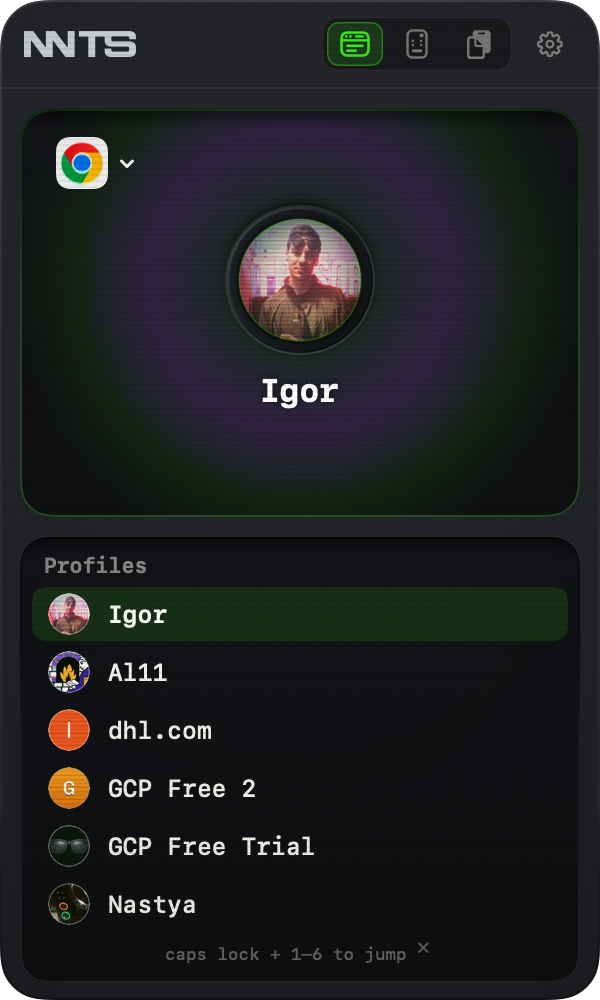 NNTS
Igor
Profiles
Igor
Al11
I
dhl.com
G
GCP Free 2
GCP Free Trial
Nastya
caps lock + 1–6 to jump ×